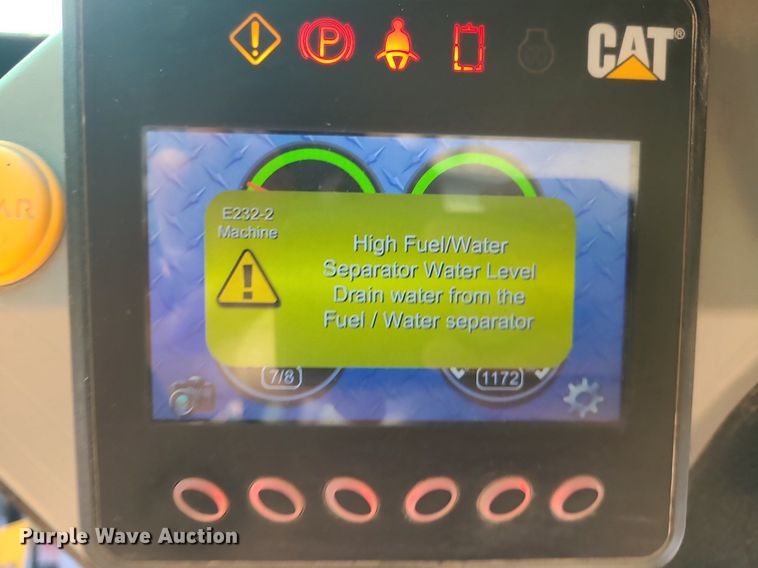 P
CAT®
AR
E232-2
Machine
High Fuel/Water
Separator Water Level
Drain water from the
Fuel / Water separator
7/8
1172
Purple Wave Auction